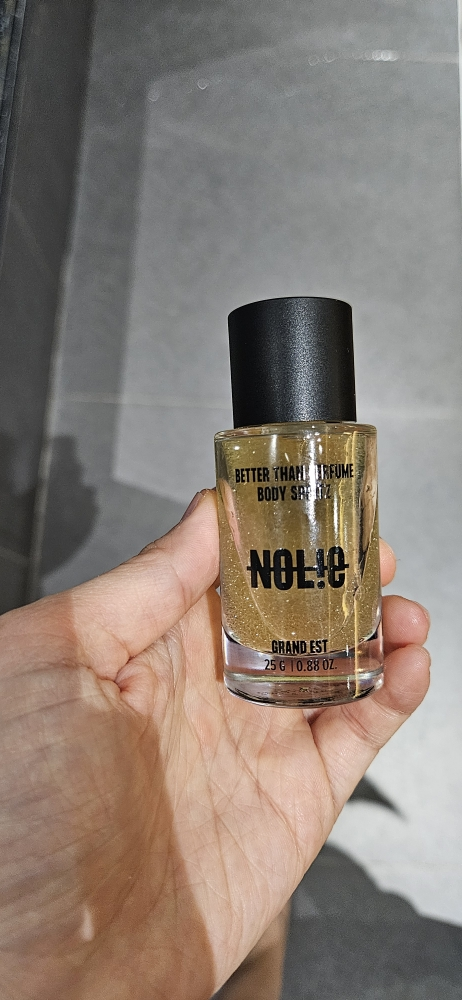 BETTER THAN PERFUME
BODY SPRITZ
NOL!e
GRAND EST
25 G | 0.88 OZ.